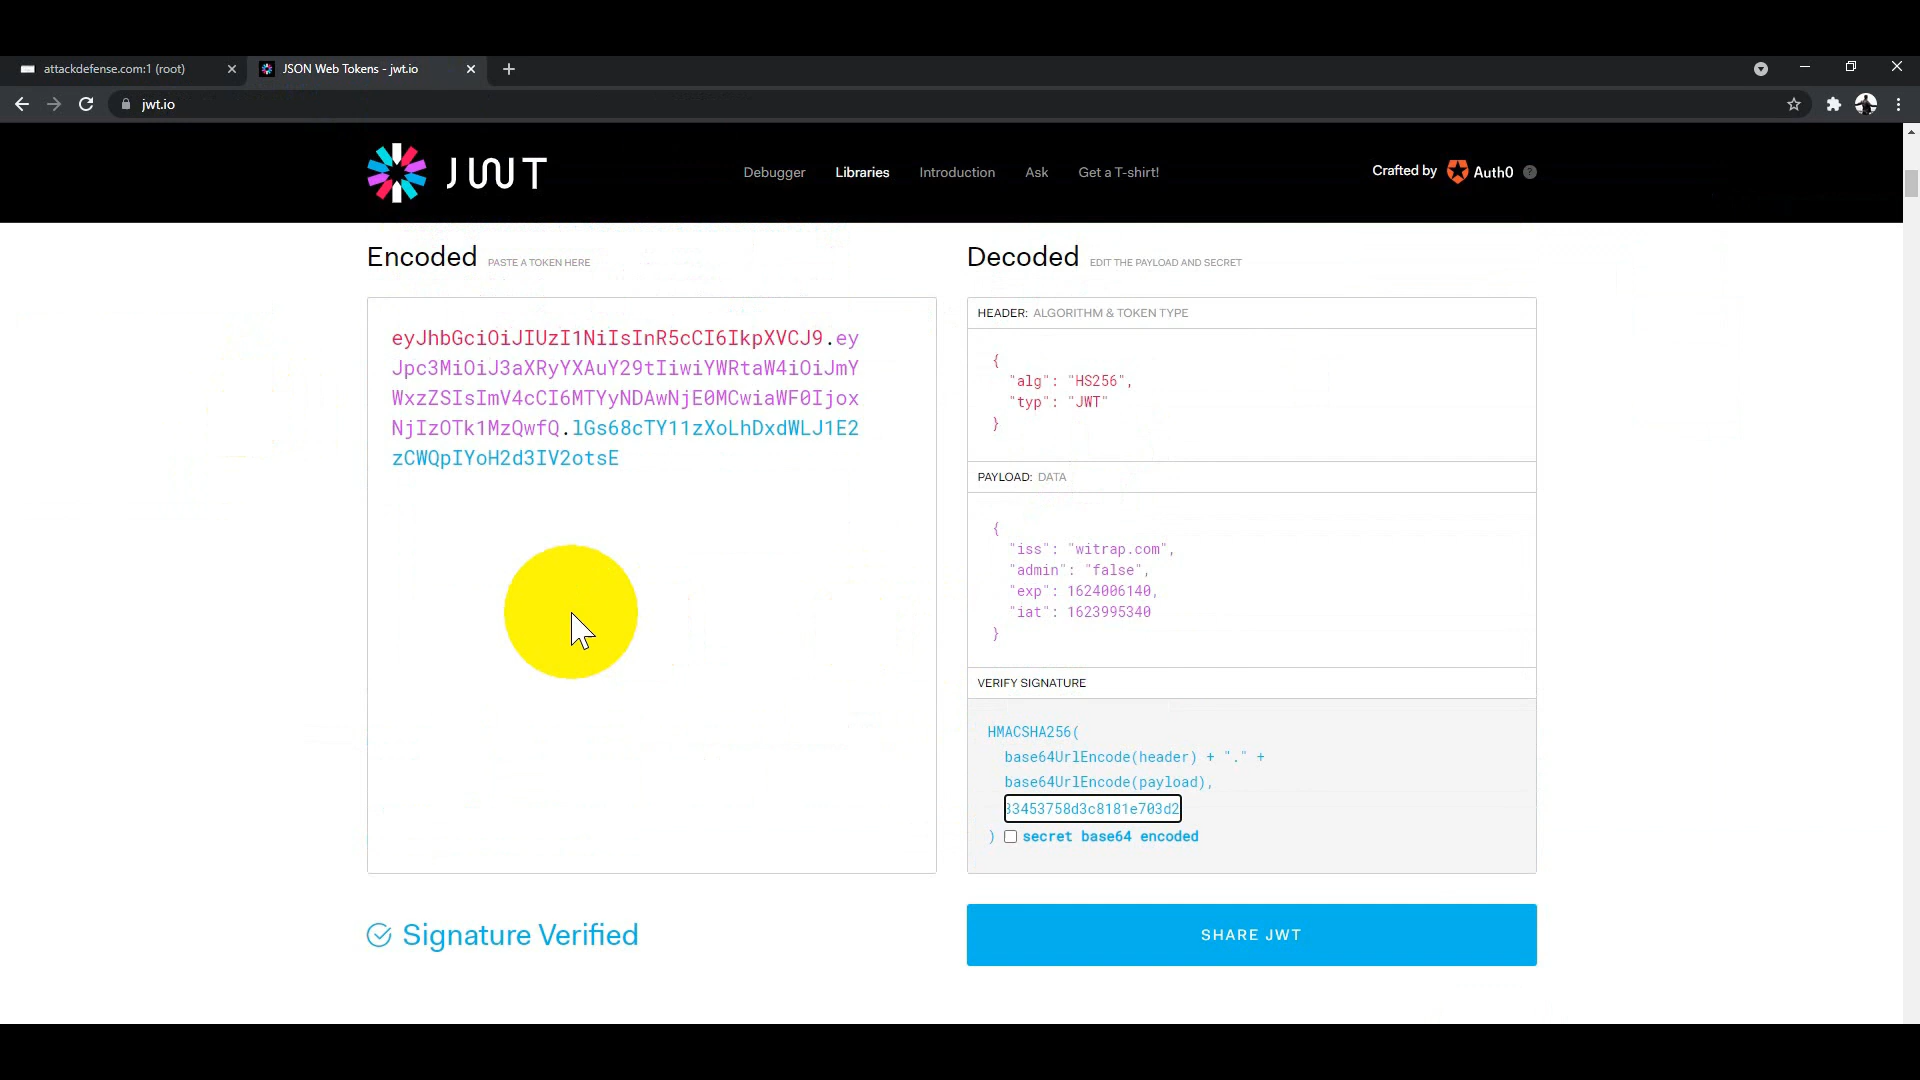 attackdefense.com:1 (root)
JSON Web Tokens - jwt.io
jwt.io
JWT
Debugger
Libraries
Introduction
Ask
Get a T-shirt!
Crafted by
Auth0
?
Encoded
PASTE A TOKEN HERE
Decoded
EDIT THE PAYLOAD AND SECRET
eyJhbGciOiJIUzI1NiIsInR5cCI6IkpXVCJ9.ey
Jpc3MiOiJ3aXRyYXAuY29tIiwiYWRtaW4iOiJmY
WxzZSIsImV4cCI6MTYyNDAwNjE0MCwiaWF0Ijox
NjIzOTk1MzQwfQ.lGs68cTY11zXoLhDxdWLJ1E2
zCWQpIYoH2d3IV2otsE
HEADER: ALGORITHM & TOKEN TYPE
{
"alg": "HS256",
"typ": "JWT"
}
PAYLOAD: DATA
{
"iss": "witrap.com",
"admin": "false",
"exp": 1624006140,
"iat": 1623995340
}
VERIFY SIGNATURE
HMACSHA256(
base64UrlEncode(header) + "." +
base64UrlEncode(payload),
33453758d3c8181e703d2
) secret base64 encoded
Signature Verified
SHARE JWT